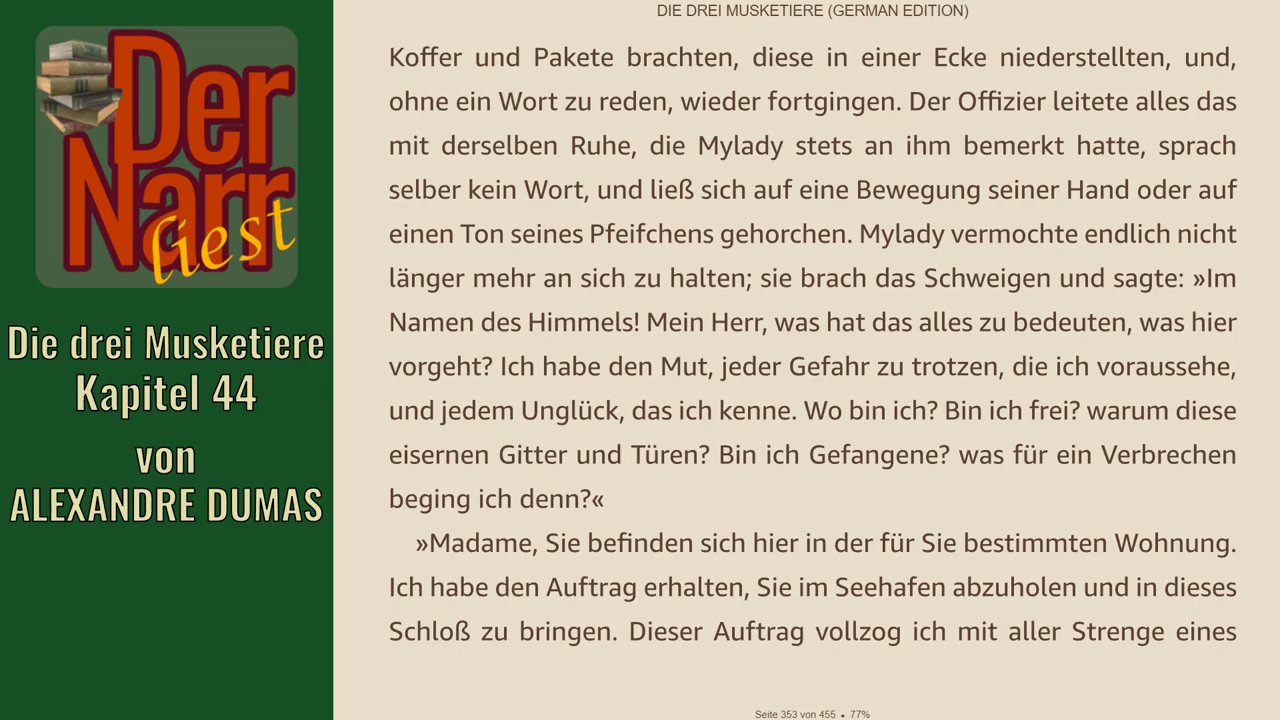 Der
Narr
liest
Die drei Musketiere
Kapitel 44
von
ALEXANDRE DUMAS
DIE DREI MUSKETIERE (GERMAN EDITION)
Koffer und Pakete brachten, diese in einer Ecke niederstellten, und,
ohne ein Wort zu reden, wieder fortgingen. Der Offizier leitete alles das
mit derselben Ruhe, die Mylady stets an ihm bemerkt hatte, sprach
selber kein Wort, und ließ sich auf eine Bewegung seiner Hand oder auf
einen Ton seines Pfeifchens gehorchen. Mylady vermochte endlich nicht
länger mehr an sich zu halten; sie brach das Schweigen und sagte: »Im
Namen des Himmels! Mein Herr, was hat das alles zu bedeuten, was hier
vorgeht? Ich habe den Mut, jeder Gefahr zu trotzen, die ich voraussehe,
und jedem Unglück, das ich kenne. Wo bin ich? Bin ich frei? warum diese
eisernen Gitter und Türen? Bin ich Gefangene? was für ein Verbrechen
beging ich denn?«
»Madame, Sie befinden sich hier in der für Sie bestimmten Wohnung.
Ich habe den Auftrag erhalten, Sie im Seehafen abzuholen und in dieses
Schloß zu bringen. Dieser Auftrag vollzog ich mit aller Strenge eines
Seite 353 von 455 • 77%